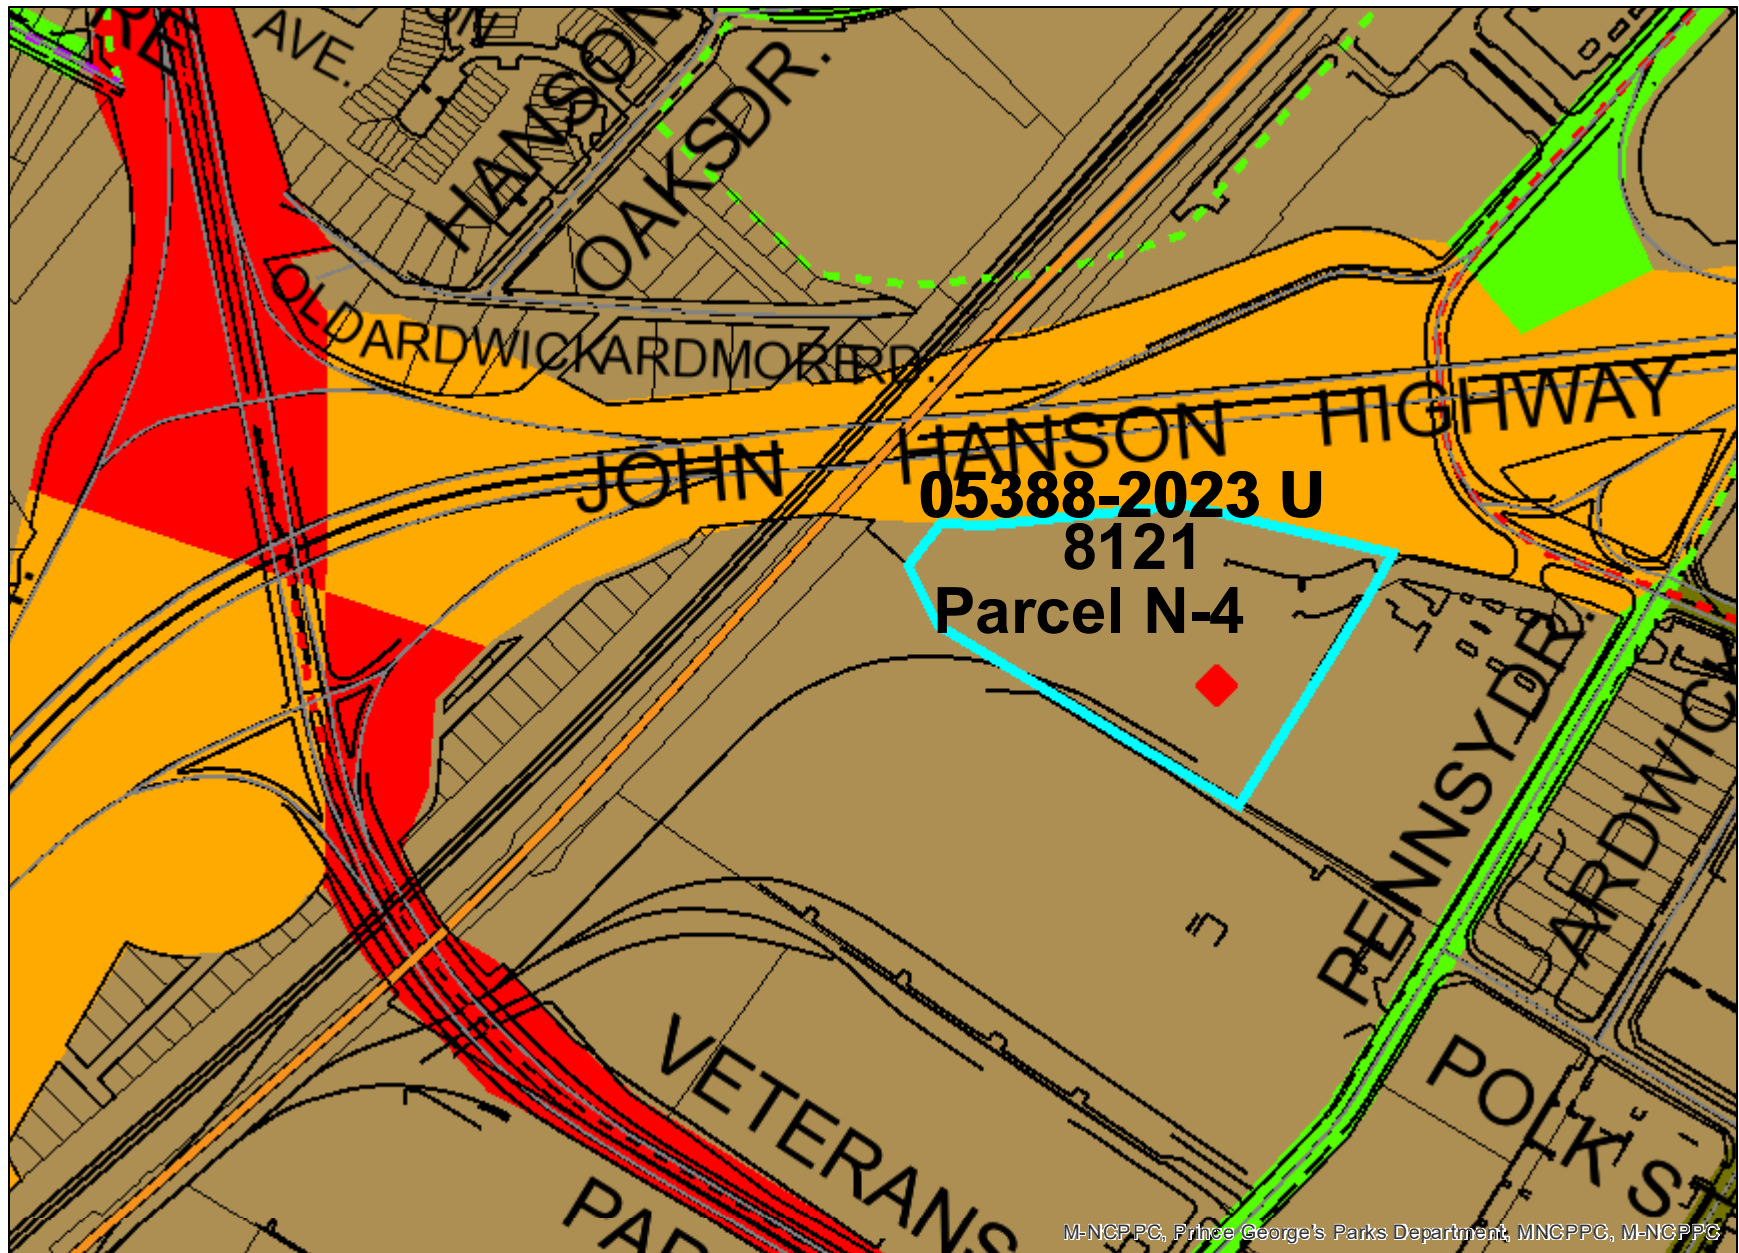 AVE.
HANSON
OAKS DR.
OLD ARDWICK ARDMORE RD.
JOHN HANSON HIGHWAY
05388-2023 U
8121
Parcel N-4
PENNSY DR.
ARDWICK
POLK ST
VETERANS
PAR
M-NCPPC, Prince George's Parks Department, MNCPPC, M-NCPPC